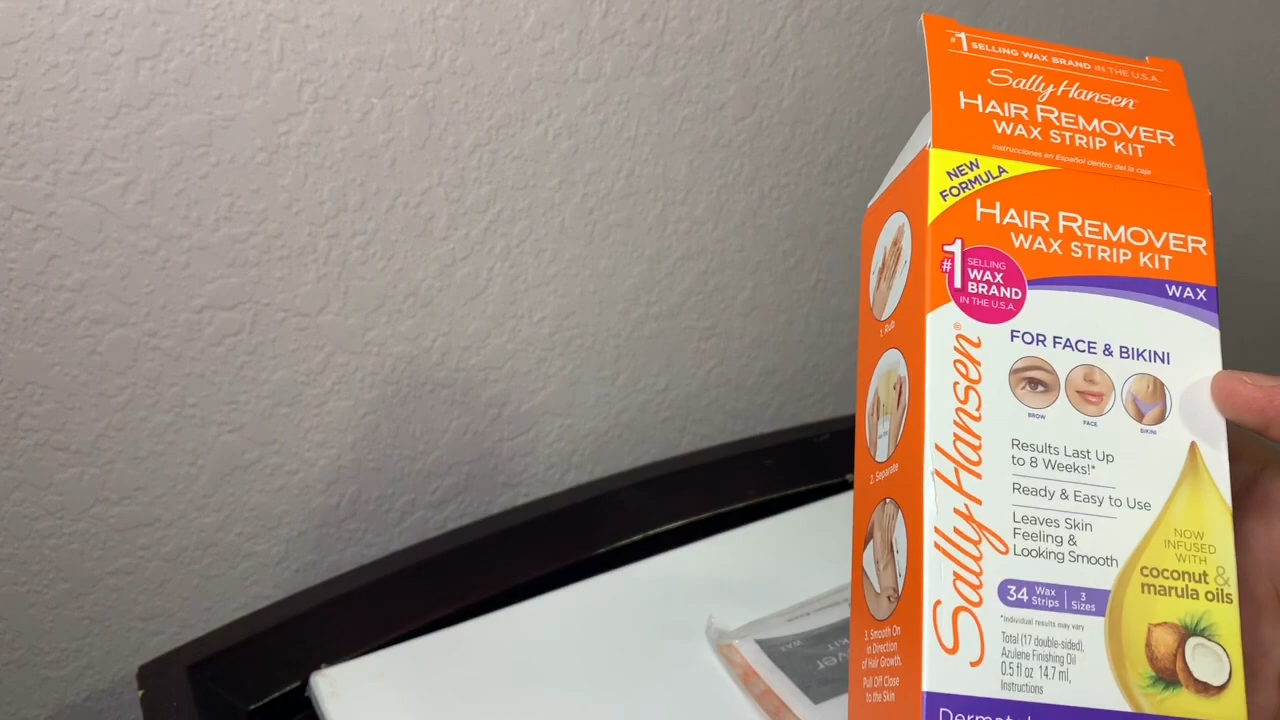 #1 SELLING WAX BRAND IN THE U.S.A.
Sally Hansen
HAIR REMOVER
WAX STRIP KIT
Instrucciones en Español dentro del la caja
NEW
FORMULA
HAIR REMOVER
WAX STRIP KIT
WAX
#1
SELLING
WAX
BRAND
IN THE U.S.A.
Sally Hansen®
FOR FACE & BIKINI
BROW
FACE
BIKINI
Results Last Up
to 8 Weeks!*
Ready & Easy to Use
Leaves Skin
Feeling &
Looking Smooth
34 Wax Strips | 3 Sizes
*Individual results may vary
Total (17 double-sided),
Azulene Finishing Oil
0.5 fl oz 14.7 ml,
Instructions
NOW
INFUSED
WITH
coconut &
marula oils
1. Rub
2. Separate
3. Smooth On
in Direction
of Hair Growth.
Pull Off Close
to the Skin
WAX